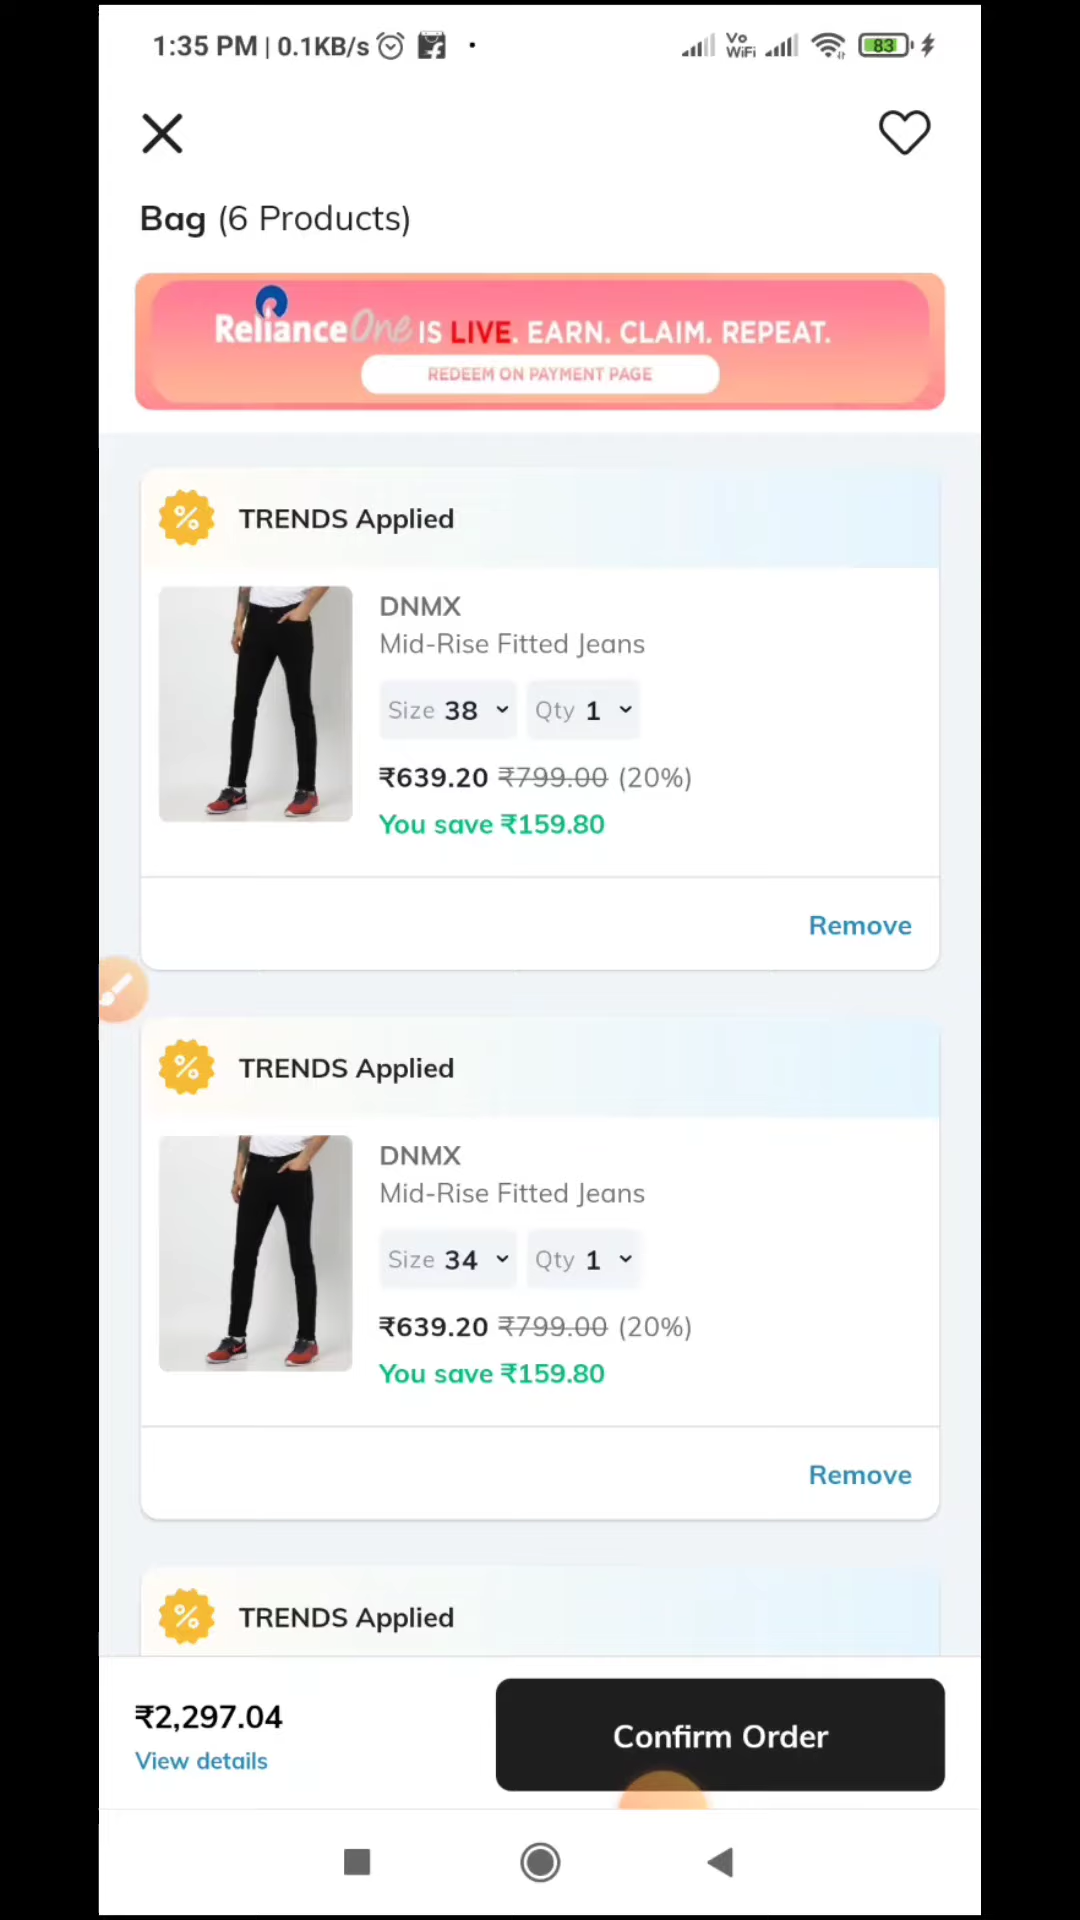 1:35 PM | 0.1KB/s
Vo WiFi
83
Bag (6 Products)
RelianceOne IS LIVE. EARN. CLAIM. REPEAT.
REDEEM ON PAYMENT PAGE
TRENDS Applied
DNMX
Mid-Rise Fitted Jeans
Size 38 Qty 1
₹639.20 ₹799.00 (20%)
You save ₹159.80
Remove
TRENDS Applied
DNMX
Mid-Rise Fitted Jeans
Size 34 Qty 1
₹639.20 ₹799.00 (20%)
You save ₹159.80
Remove
TRENDS Applied
₹2,297.04
Confirm Order
View details